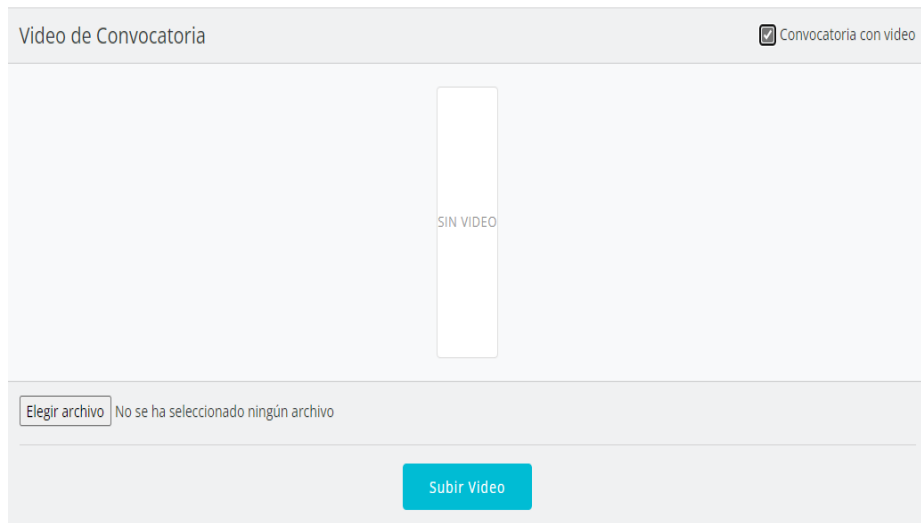 Video de Convocatoria
Convocatoria con video
SIN VIDEO
Elegir archivo No se ha seleccionado ningún archivo
Subir Video